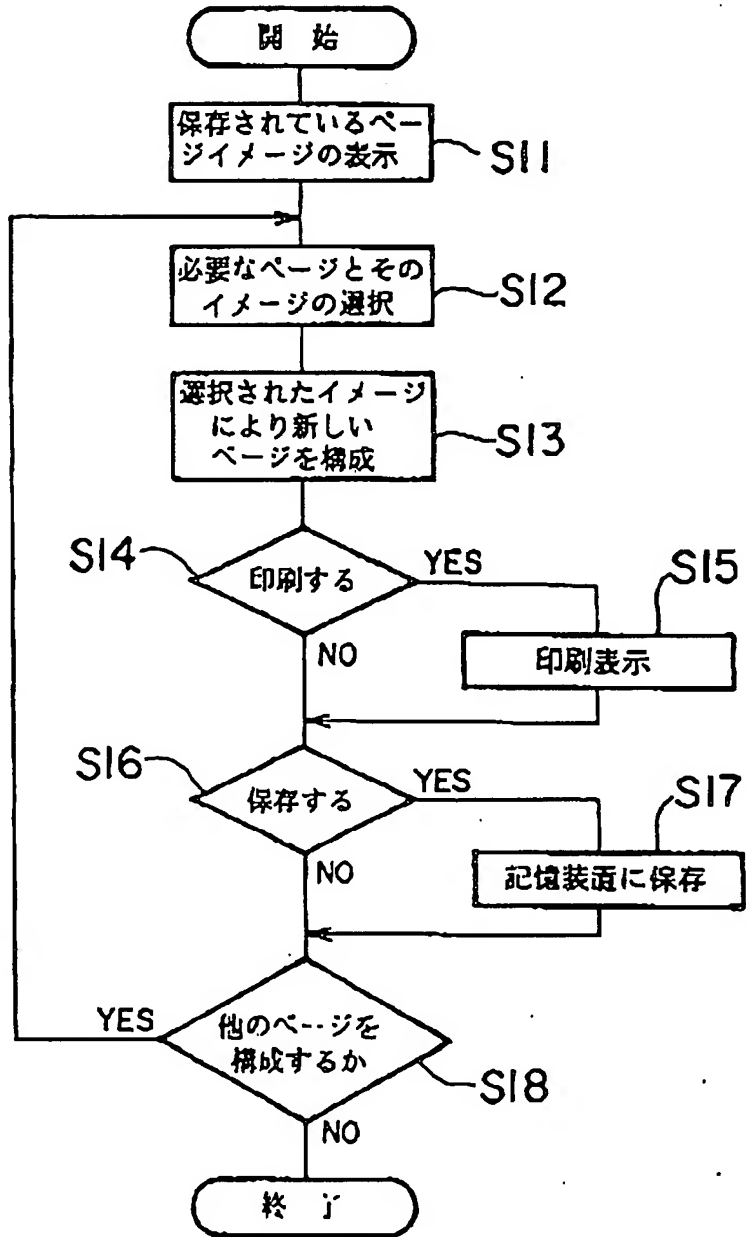 開 始
保存されているペー
ジイメージの表示
S11
必要なページとその
イメージの選択
S12
選択されたイメージ
により新しい
ページを構成
S13
S14
印刷する
YES
NO
S15
印刷表示
S16
保存する
YES
NO
S17
記憶装置に保存
YES
他のページを
構成するか
S18
NO
終 了